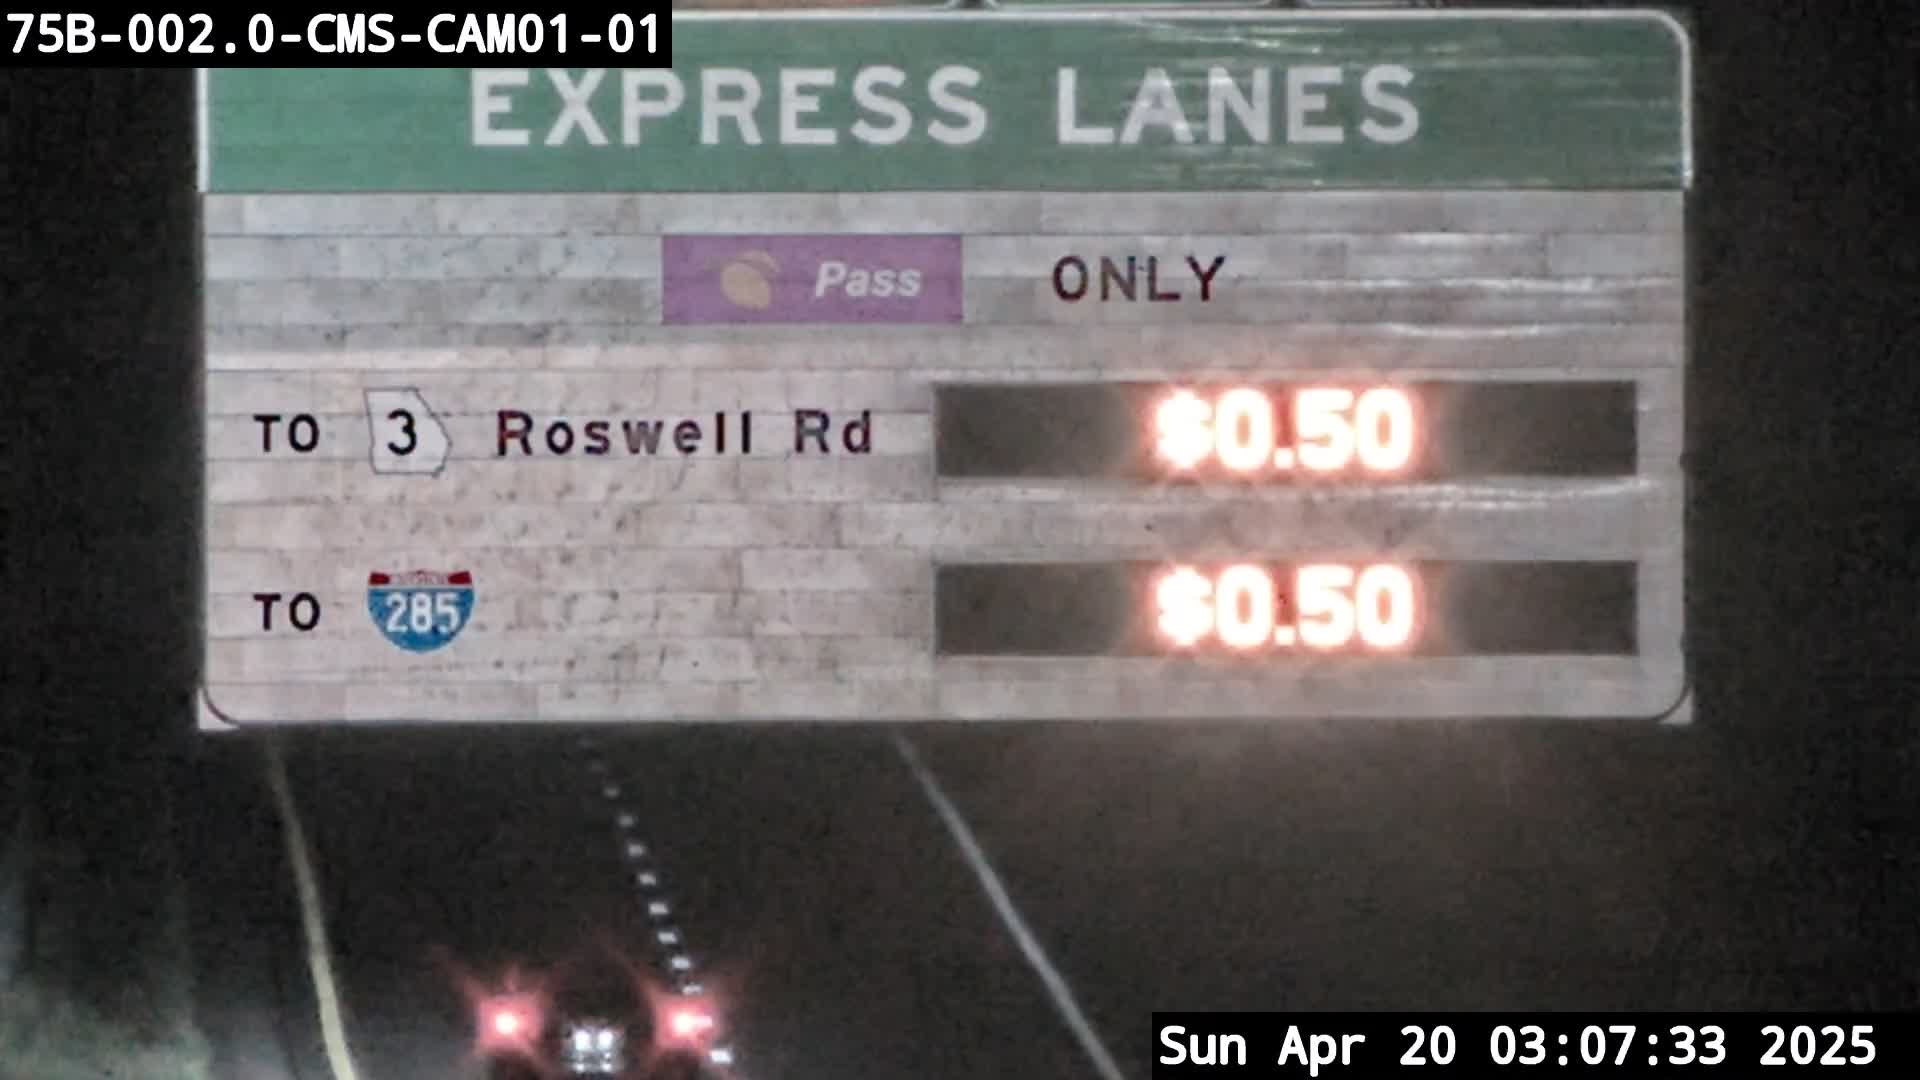 75B-002.0-CMS-CAM01-01
EXPRESS LANES
Pass ONLY
TO 3 Roswell Rd $0.50
TO 285 $0.50
Sun Apr 20 03:07:33 2025